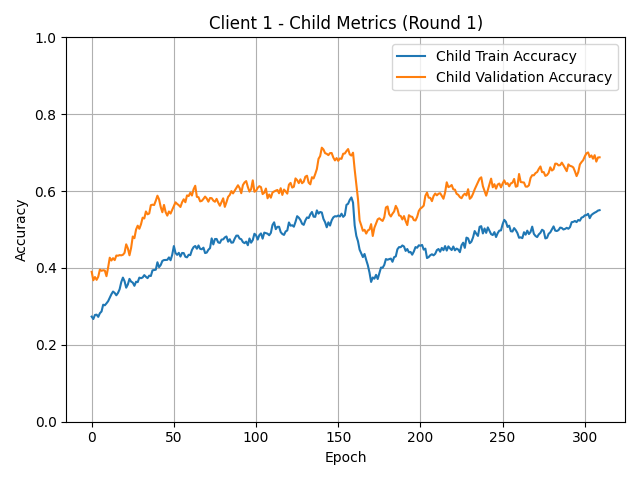 Client 1 - Child Metrics (Round 1)
Child Train Accuracy
Child Validation Accuracy
Accuracy
1.0
0.8
0.6
0.4
0.2
0.0
0 50 100 150 200 250 300
Epoch